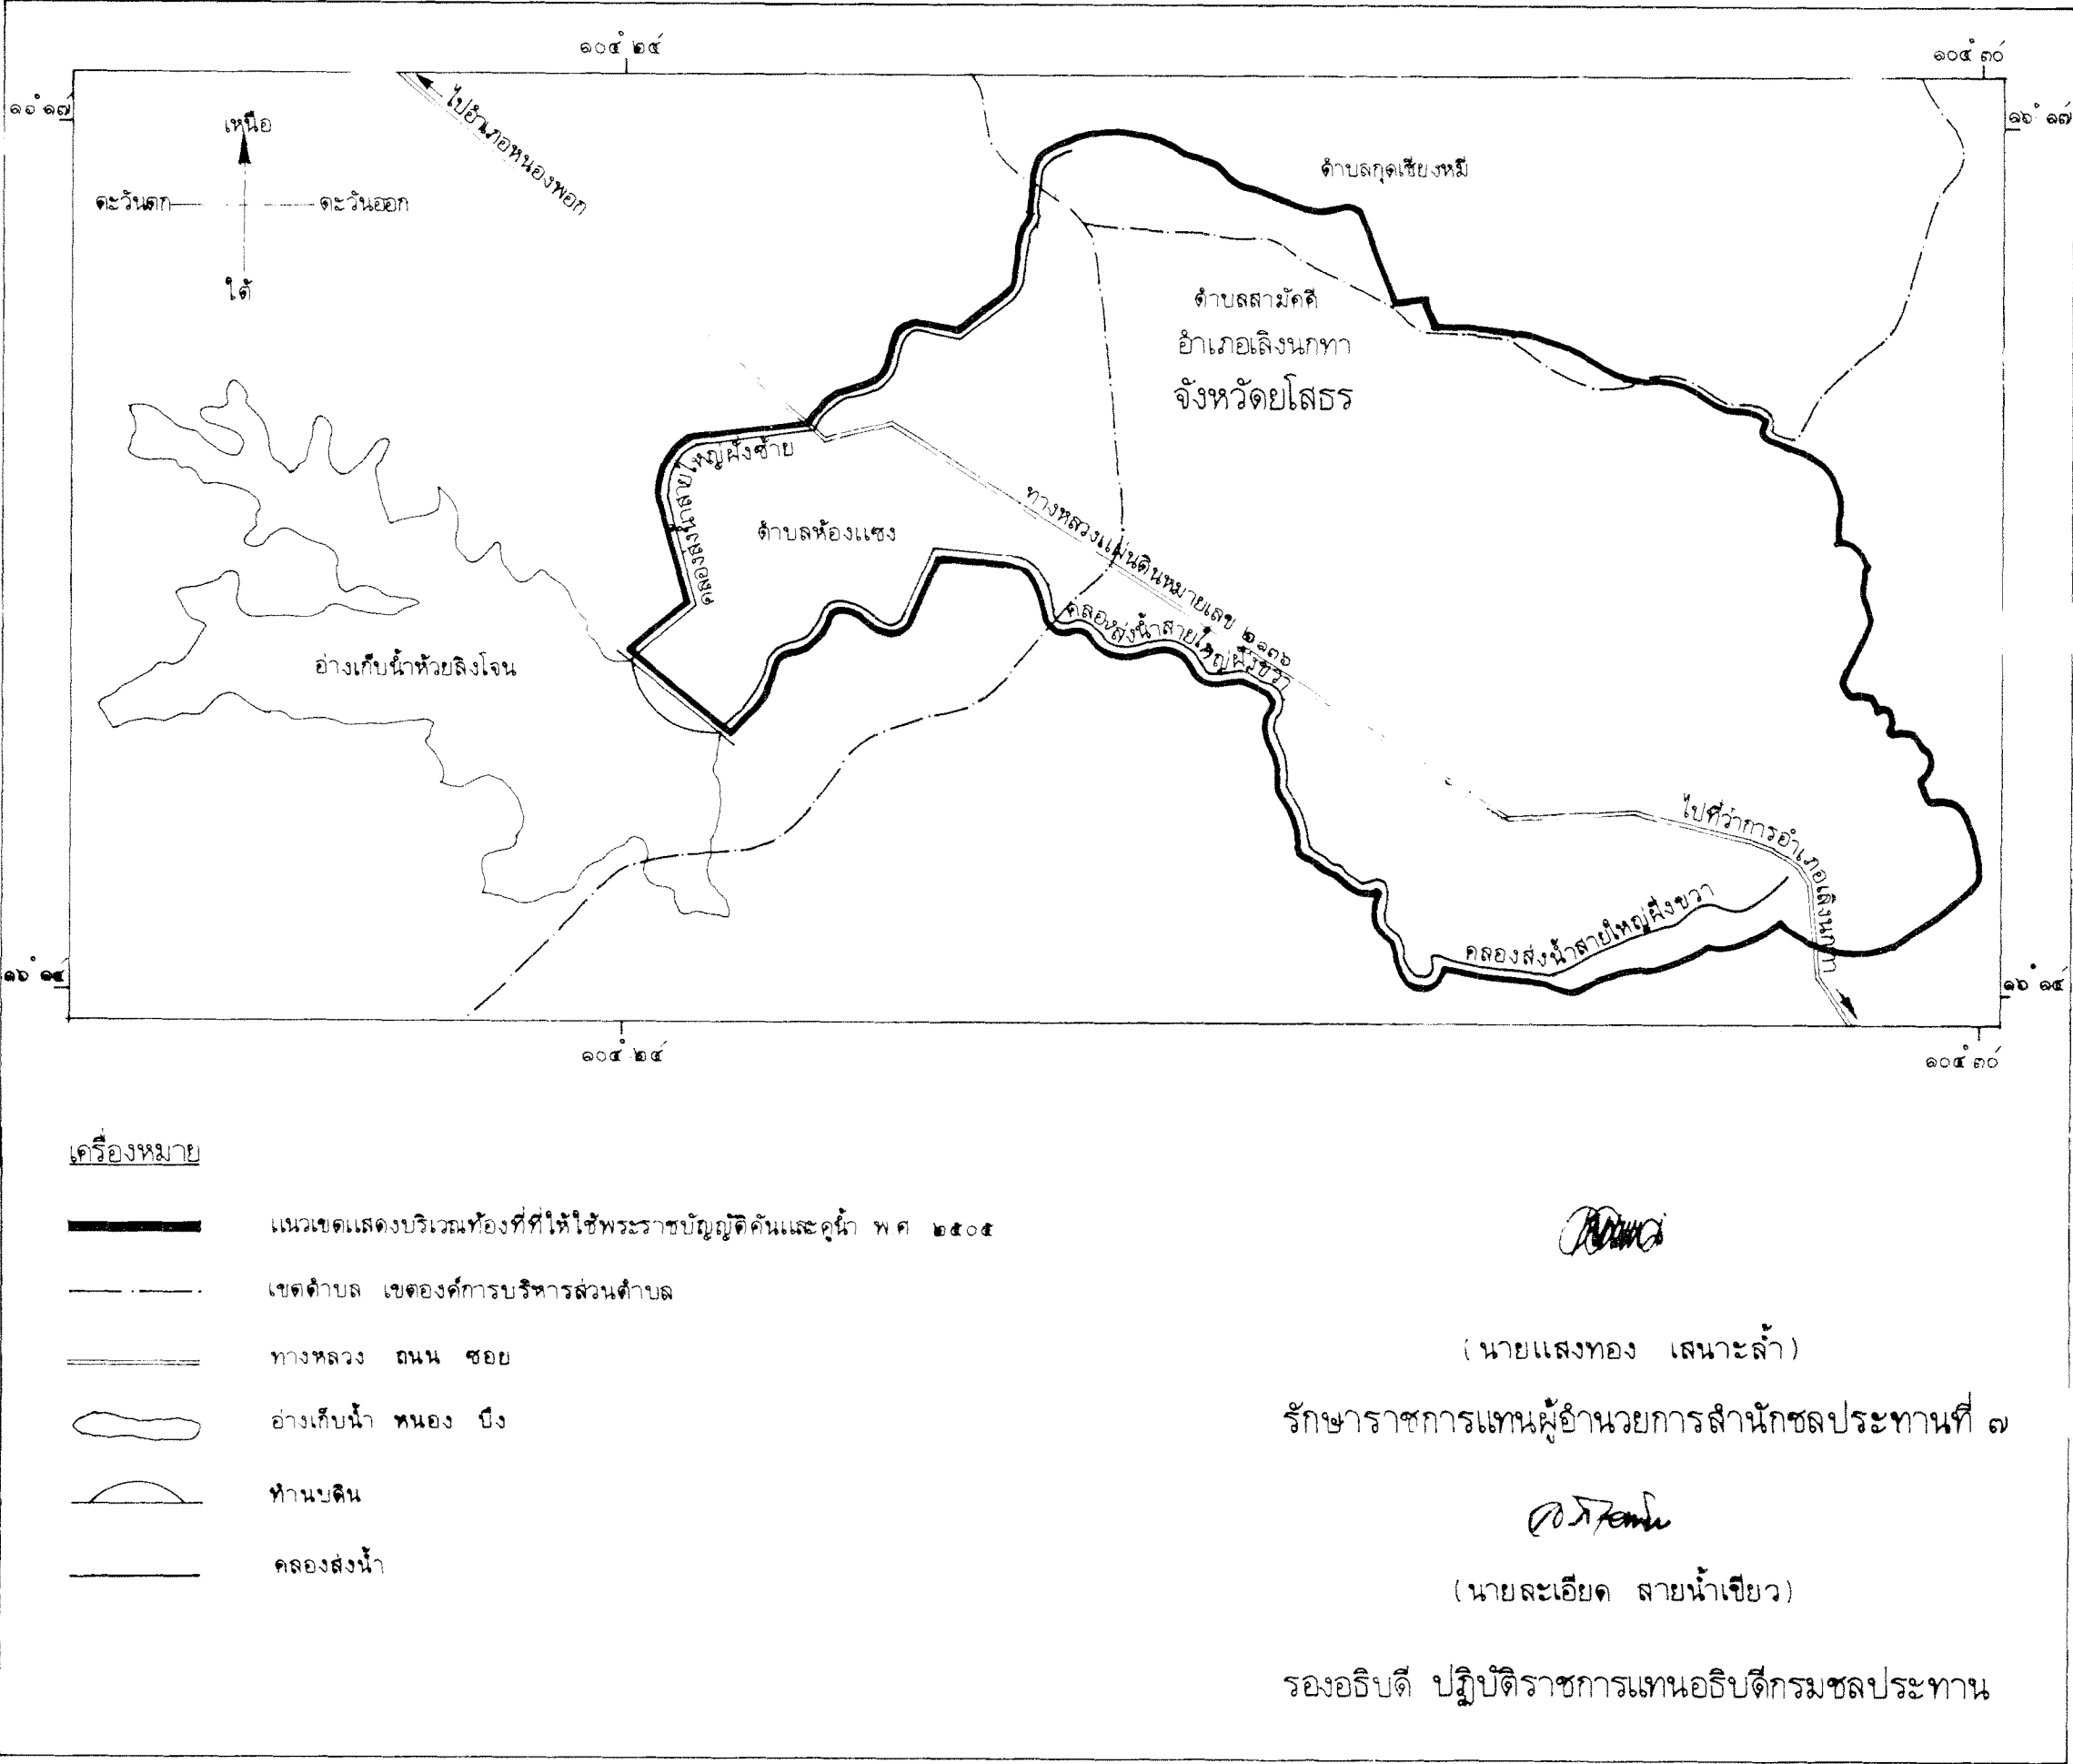 ๑๐๔° ๒๕′
๑๐๔° ๓๐′
๑๖° ๑๗′
๑๖° ๑๗′
เหนือ
ตะวันตก
ตะวันออก
ใต้
ไปอำเภอหนองพอก
ตำบลกุดเชียงหมี
ตำบลสามัคคี
อำเภอเลิงนกทา
จังหวัดยโสธร
คลองส่งน้ำสายใหญ่ฝั่งซ้าย
ตำบลห้องแซง
ทางหลวงแผ่นดินหมายเลข ๒๑๓๖
คลองส่งน้ำสายใหญ่ฝั่งขวา
อ่างเก็บน้ำห้วยลิงโจน
ไปที่ว่าการอำเภอเลิงนกทา
คลองส่งน้ำสายใหญ่ฝั่งขวา
๑๖° ๑๕′
๑๖° ๑๕′
๑๐๔° ๒๕′
๑๐๔° ๓๐′
เครื่องหมาย
แนวเขตแสดงบริเวณท้องที่ที่ให้ใช้พระราชบัญญัติคันและคูน้ำ พ.ศ. ๒๕๐๕
เขตตำบล เขตองค์การบริหารส่วนตำบล
ทางหลวง ถนน ซอย
อ่างเก็บน้ำ หนอง บึง
ทำนบดิน
คลองส่งน้ำ
(นายแสงทอง เสนาะล้ำ)
รักษาราชการแทนผู้อำนวยการสำนักชลประทานที่ ๗
(นายละเอียด สายน้ำเขียว)
รองอธิบดี ปฏิบัติราชการแทนอธิบดีกรมชลประทาน